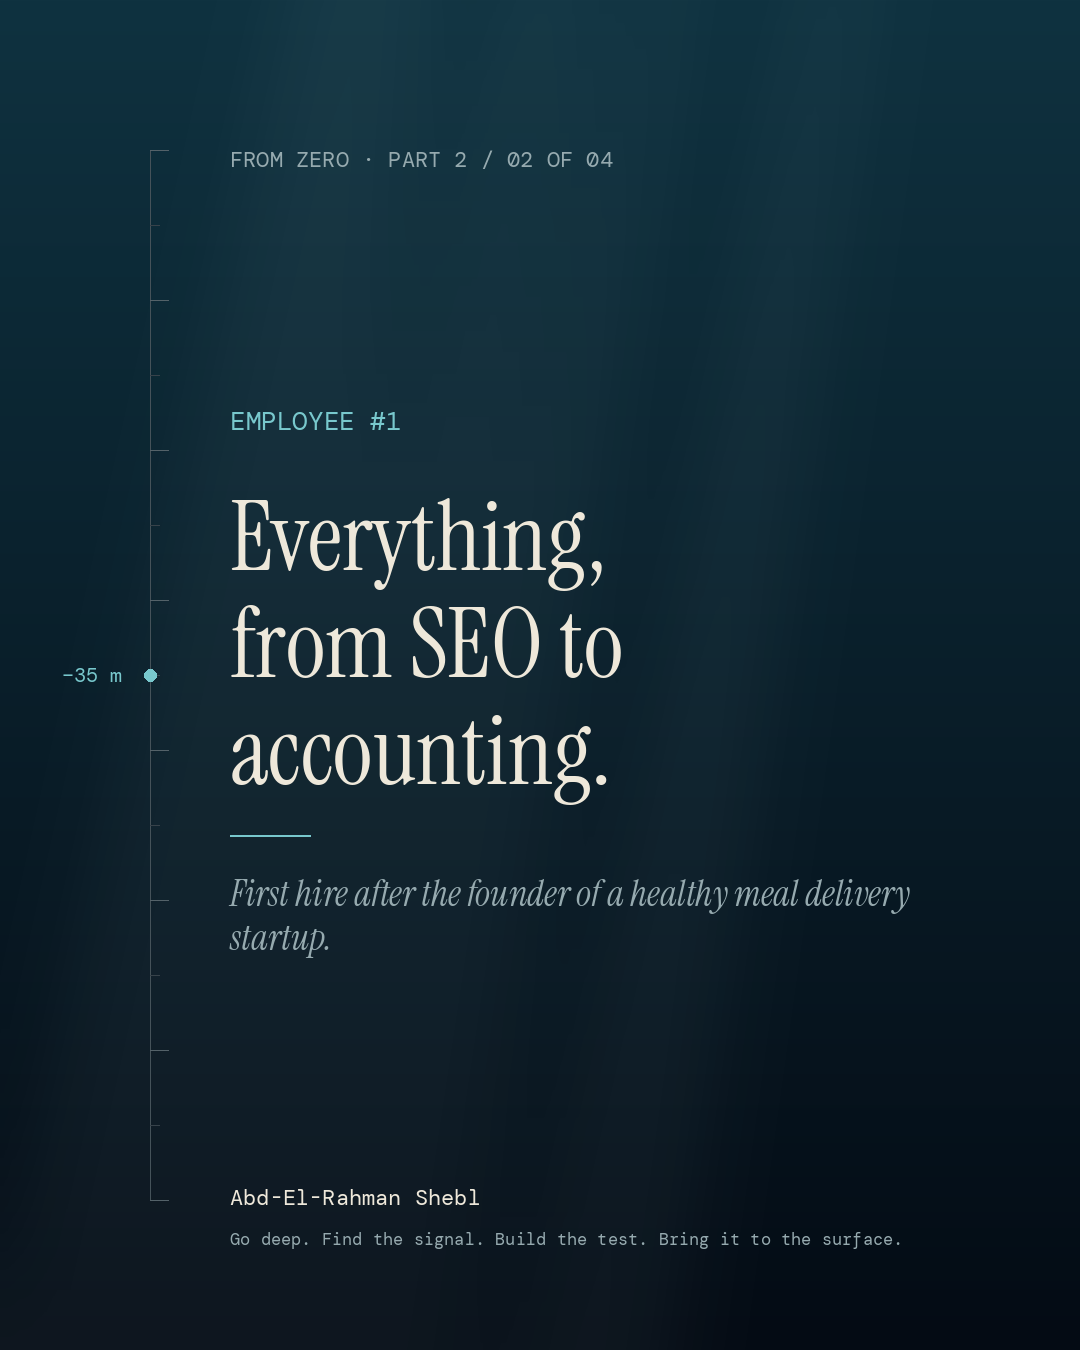 FROM ZERO · PART 2 / 02 OF 04
EMPLOYEE #1
Everything,
from SEO to
accounting.
−35 m
First hire after the founder of a healthy meal delivery
startup.
Abd-El-Rahman Shebl
Go deep. Find the signal. Build the test. Bring it to the surface.